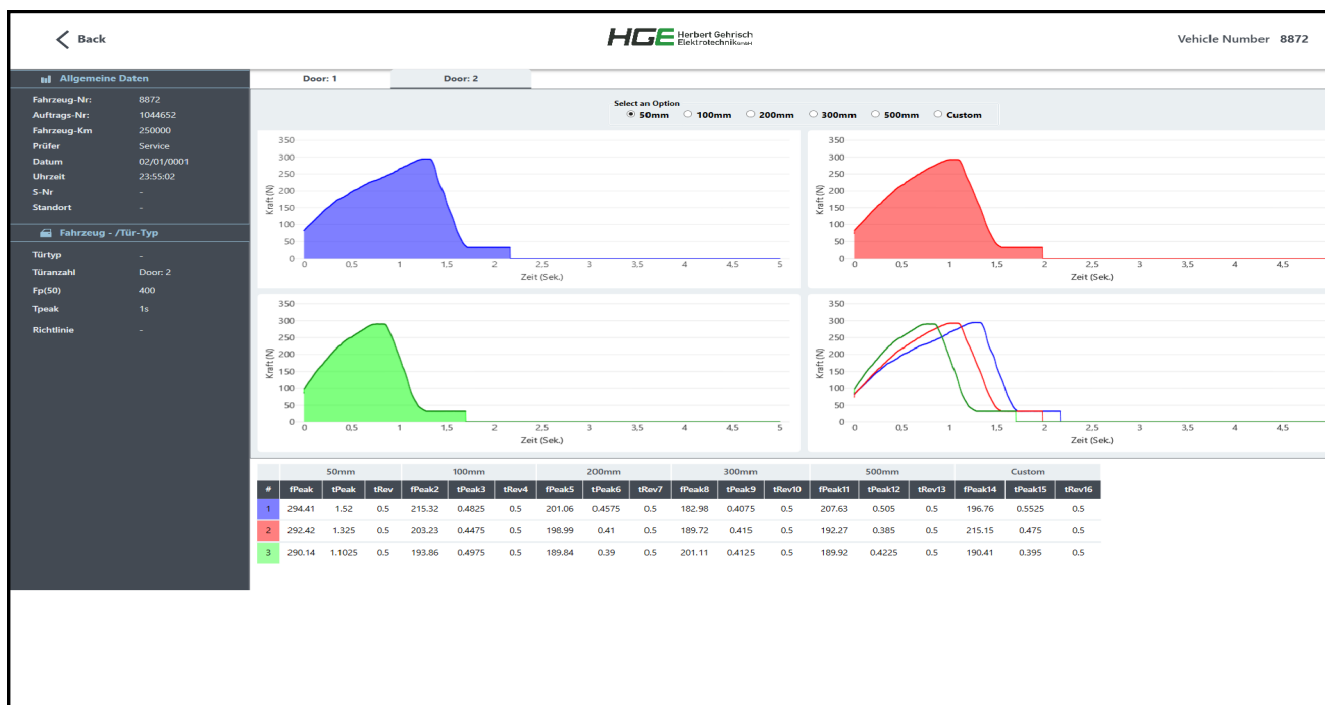 Back
HGE Herbert Gehrisch
Elektrotechnik GmbH
Vehicle Number 8872
Allgemeine Daten
Fahrzeug-Nr: 8872
Auftrags-Nr: 1044652
Fahrzeug-Km 250000
Prüfer Service
Datum 02/01/0001
Uhrzeit 23:55:02
S-Nr -
Standort -
Fahrzeug - /Tür-Typ
Türtyp -
Türanzahl Door: 2
Fp(50) 400
Tpeak 1s
Richtlinie -
Door: 1 Door: 2
Select an Option
50mm 100mm 200mm 300mm 500mm Custom
350
300
250
200
150
100
50
0
Kraft(N)
0 0,5 1 1,5 2 2,5 3 3,5 4 4,5 5
Zeit (Sek.)
350
300
250
200
150
100
50
0
Kraft(N)
0 0,5 1 1,5 2 2,5 3 3,5 4 4,5
Zeit (Sek.)
350
300
250
200
150
100
50
0
Kraft(N)
0 0,5 1 1,5 2 2,5 3 3,5 4 4,5 5
Zeit (Sek.)
350
300
250
200
150
100
50
0
Kraft(N)
0 0,5 1 1,5 2 2,5 3 3,5 4 4,5
Zeit (Sek.)
50mm 100mm 200mm 300mm 500mm Custom
# fPeak tPeak tRev fPeak2 tPeak3 tRev4 fPeak5 tPeak6 tRev7 fPeak8 tPeak9 tRev10 fPeak11 tPeak12 tRev13 fPeak14 tPeak15 tRev16
1 294.41 1.52 0.5 215.32 0.4825 0.5 201.06 0.4575 0.5 182.98 0.4075 0.5 207.63 0.505 0.5 196.76 0.5525 0.5
2 292.42 1.325 0.5 203.23 0.4475 0.5 198.99 0.41 0.5 189.72 0.415 0.5 192.27 0.385 0.5 215.15 0.475 0.5
3 290.14 1.1025 0.5 193.86 0.4975 0.5 189.84 0.39 0.5 201.11 0.4125 0.5 189.92 0.4225 0.5 190.41 0.395 0.5